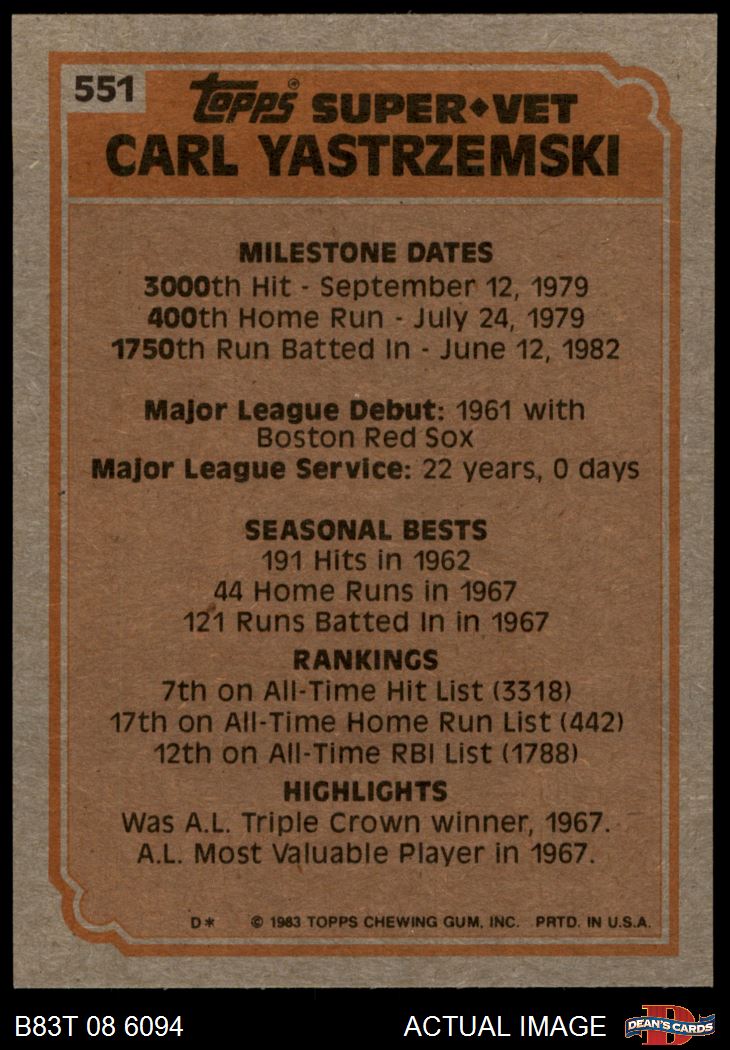 551
TOPPS® SUPER♦VET
CARL YASTRZEMSKI
MILESTONE DATES
3000th Hit - September 12, 1979
400th Home Run - July 24, 1979
1750th Run Batted In - June 12, 1982
Major League Debut: 1961 with
Boston Red Sox
Major League Service: 22 years, 0 days
SEASONAL BESTS
191 Hits in 1962
44 Home Runs in 1967
121 Runs Batted In in 1967
RANKINGS
7th on All-Time Hit List (3318)
17th on All-Time Home Run List (442)
12th on All-Time RBI List (1788)
HIGHLIGHTS
Was A.L. Triple Crown winner, 1967.
A.L. Most Valuable Player in 1967.
D* © 1983 TOPPS CHEWING GUM, INC. PRTD. IN U.S.A.
B83T 08 6094 ACTUAL IMAGE D DEAN'S CARDS